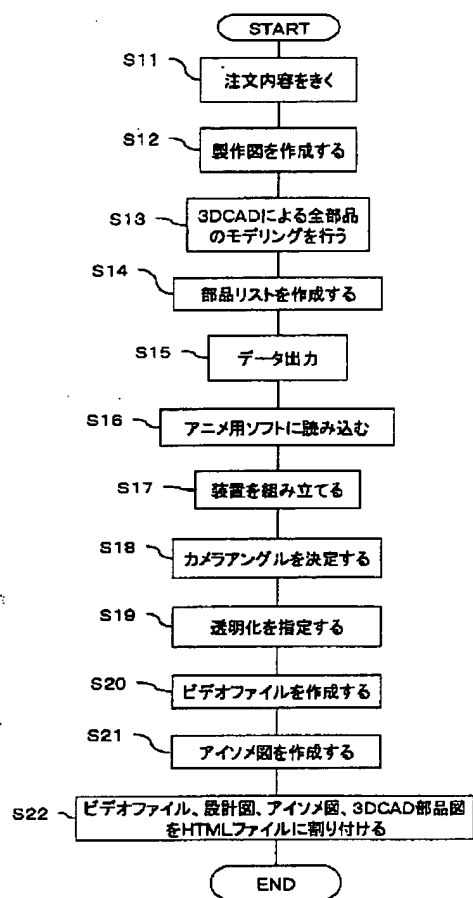 START
S11
注文内容をきく
S12
製作図を作成する
S13
3DCADによる全部品
のモデリングを行う
S14
部品リストを作成する
S15
データ出力
S16
アニメ用ソフトに読み込む
S17
装置を組み立てる
S18
カメラアングルを決定する
S19
透明化を指定する
S20
ビデオファイルを作成する
S21
アイソメ図を作成する
S22
ビデオファイル、設計図、アイソメ図、3DCAD部品図
をHTMLファイルに割り付ける
END